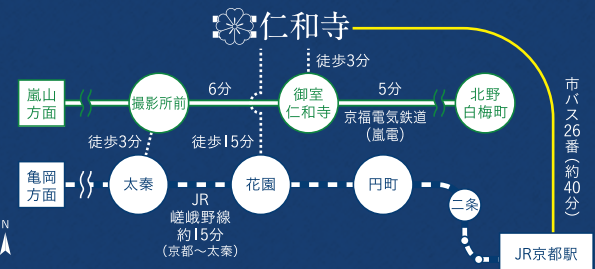 仁和寺
徒歩3分
嵐山
方面
撮影所前
6分
御室
仁和寺
5分
京福電気鉄道
(嵐電)
北野
白梅町
市バス26番(約40分)
徒歩3分
徒歩15分
亀岡
方面
太秦
JR
嵯峨野線
約15分
(京都〜太秦)
花園
円町
二条
JR京都駅
N